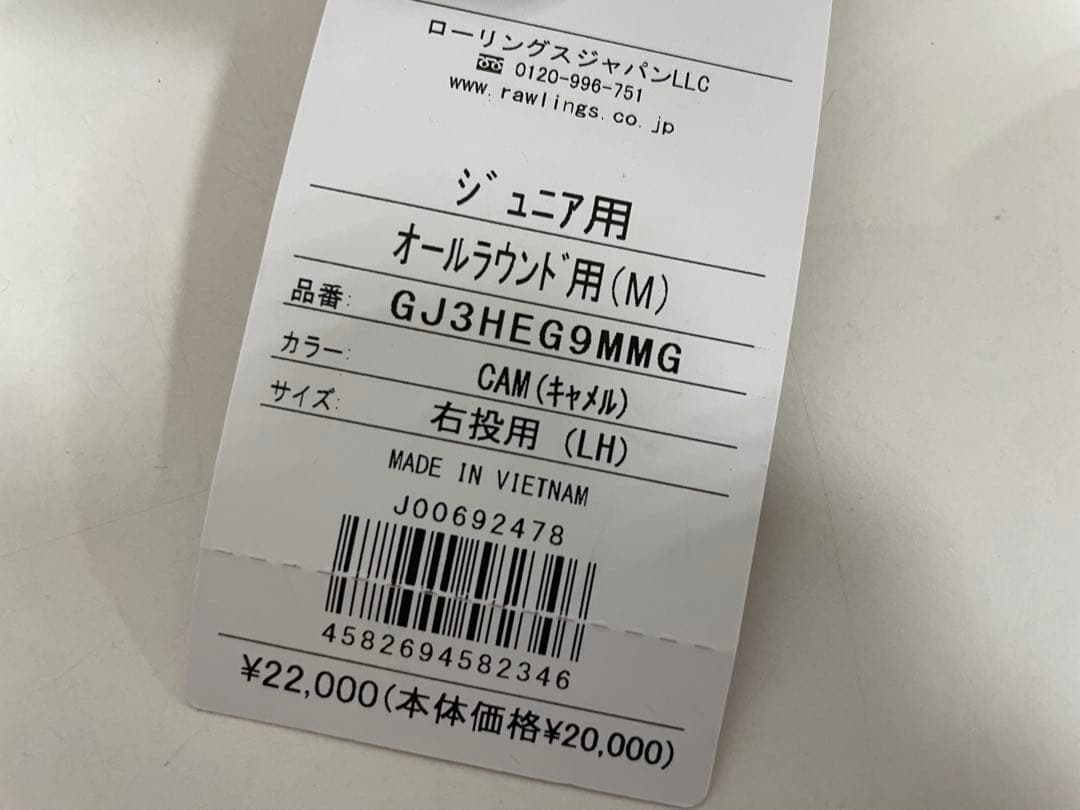 ローリングスジャパンLLC
0120-996-751
www.rawlings.co.jp
ジュニア用
オールラウンド用(M)
品番: GJ3HEG9MMG
カラー: CAM(キャメル)
サイズ: 右投用 (LH)
MADE IN VIETNAM
J00692478
4582694582346
¥22,000(本体価格¥20,000)